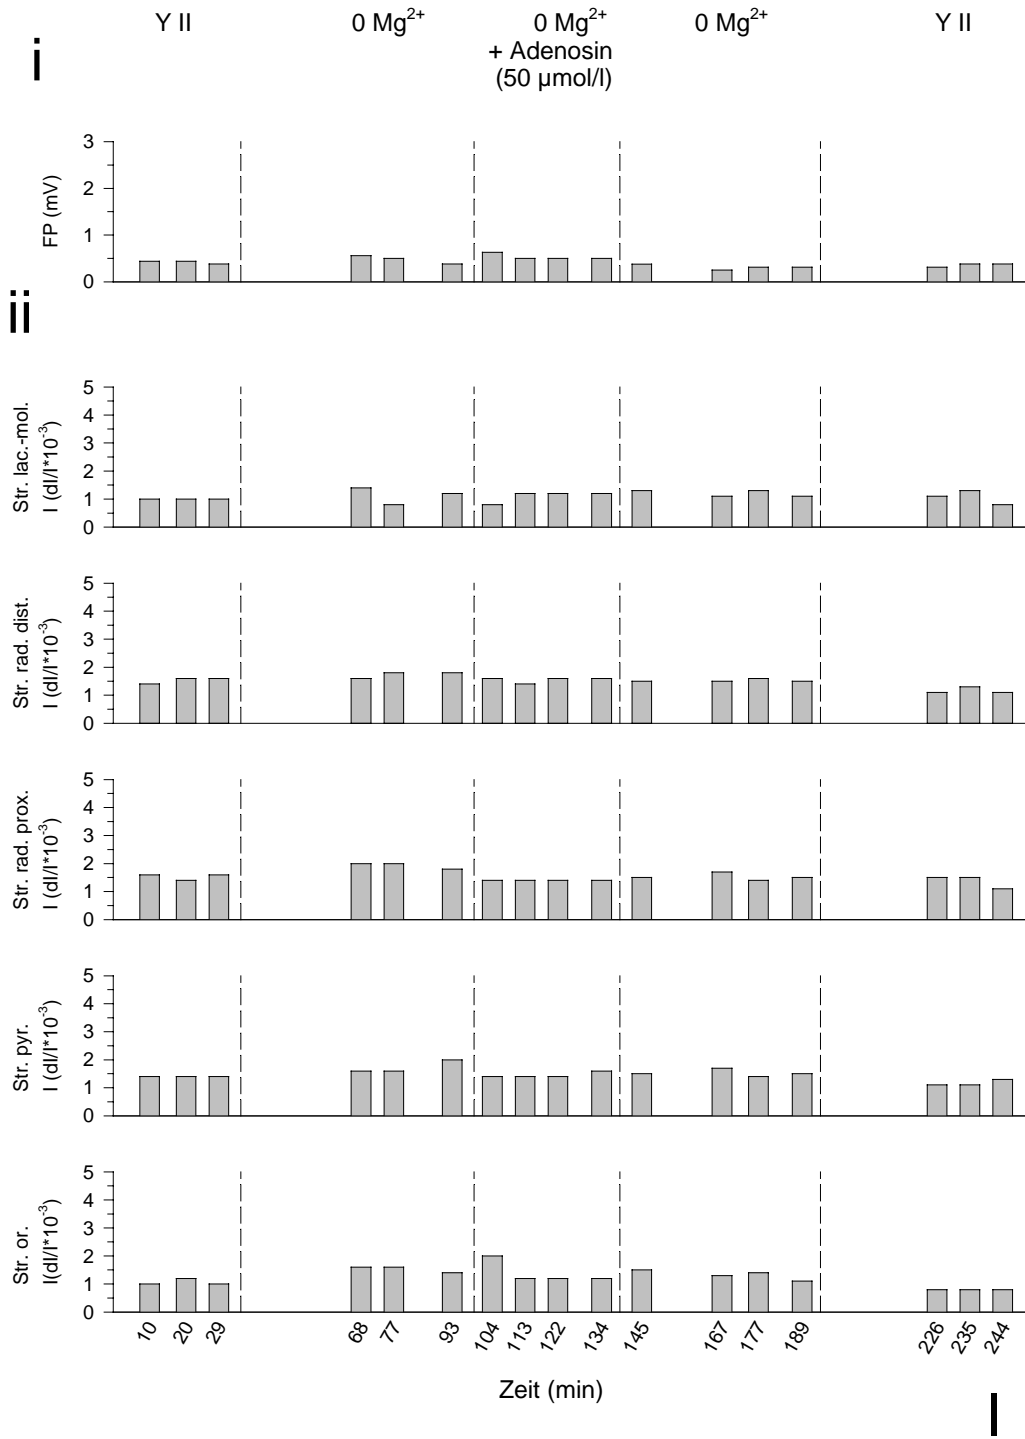 Y II 0 Mg²⁺ 0 Mg²⁺ 0 Mg²⁺ Y II
+ Adenosin
(50 µmol/l)
i
3
2
1
0
FP (mV)
ii
5
4
3
2
1
0
Str. lac.-mol.
I (dI/I*10⁻³)
5
4
3
2
1
0
Str. rad. dist.
I (dI/I*10⁻³)
5
4
3
2
1
0
Str. rad. prox.
I (dI/I*10⁻³)
5
4
3
2
1
0
Str. pyr.
I (dI/I*10⁻³)
5
4
3
2
1
0
Str. or.
I(dI/I*10⁻³)
10 20 29 68 77 93 104 113 122 134 145 167 177 189 226 235 244
Zeit (min)
I